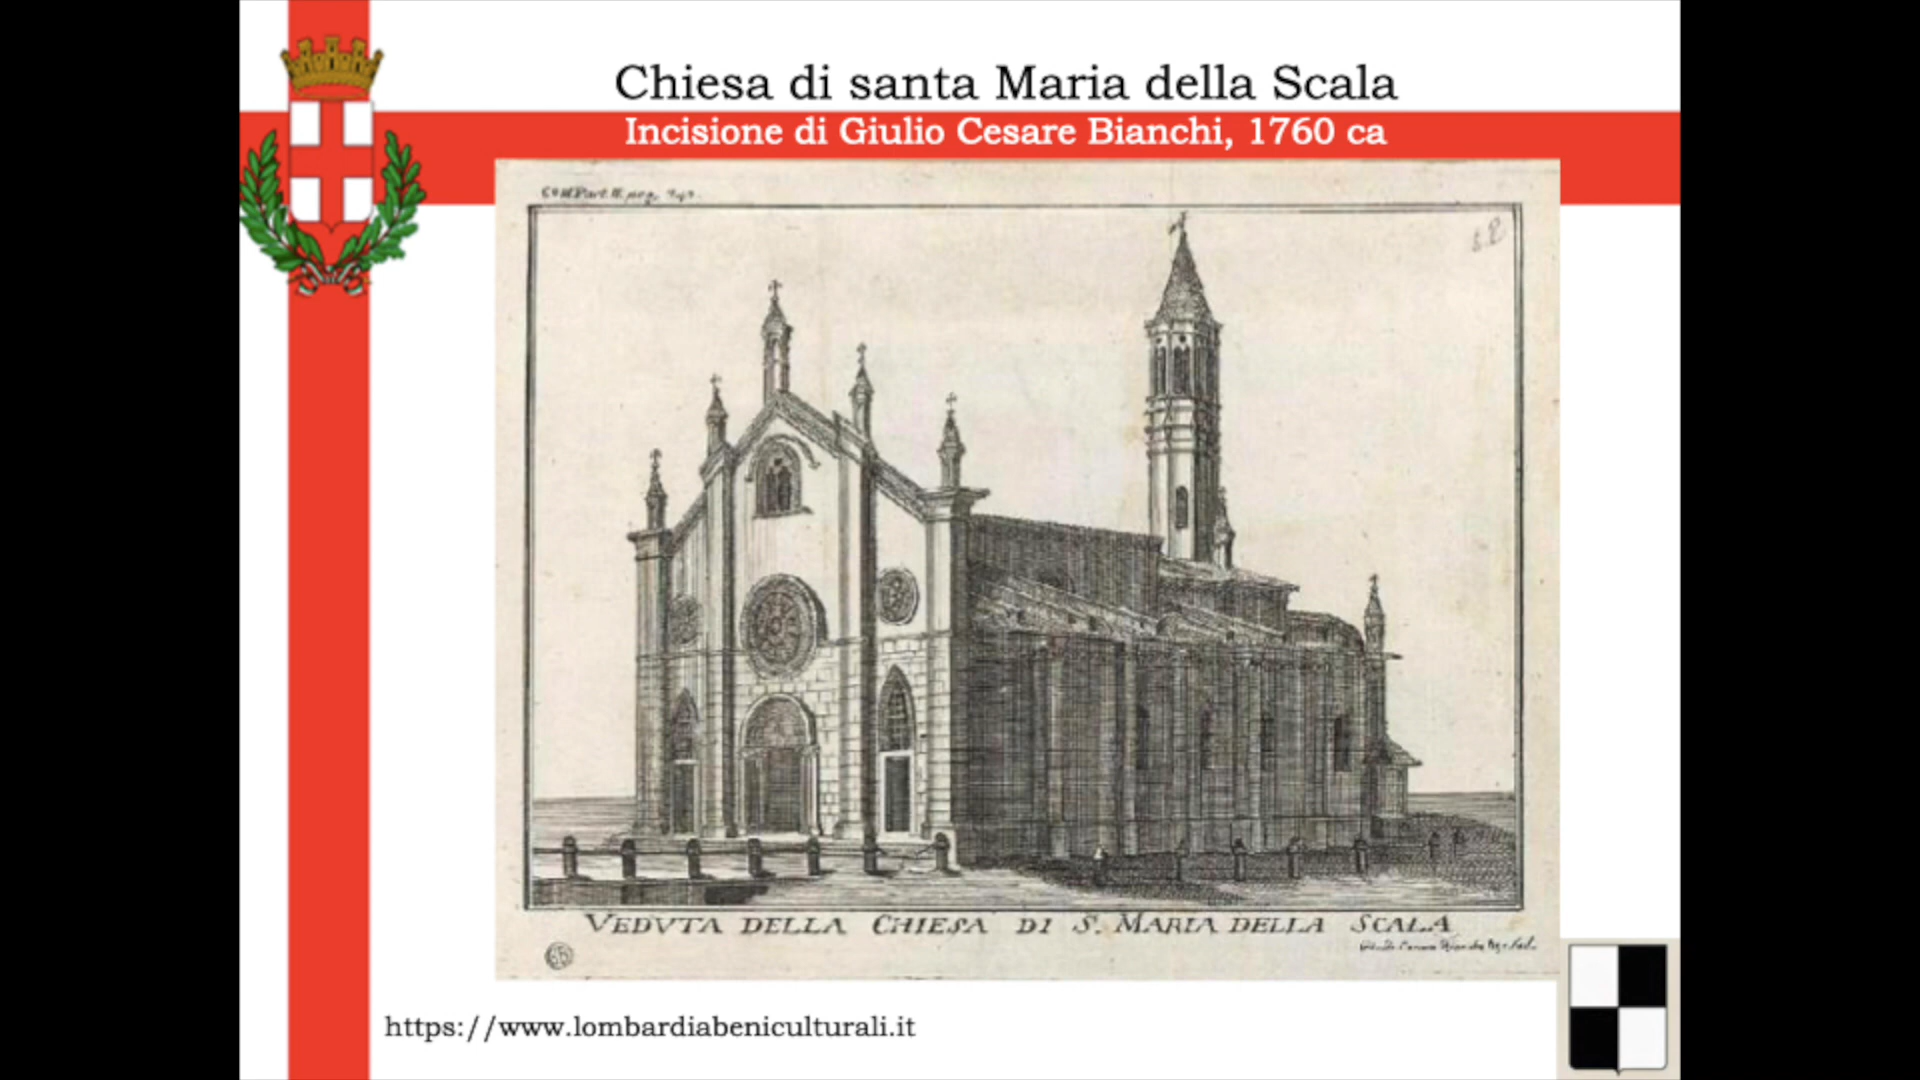 Chiesa di santa Maria della Scala
Incisione di Giulio Cesare Bianchi, 1760 ca
VEDVTA DELLA CHIESA DI S. MARIA DELLA SCALA
https://www.lombardiabeniculturali.it